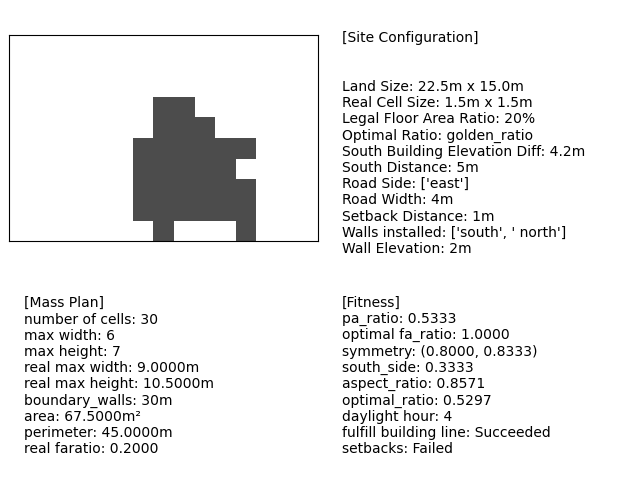 [Site Configuration]
Land Size: 22.5m x 15.0m
Real Cell Size: 1.5m x 1.5m
Legal Floor Area Ratio: 20%
Optimal Ratio: golden_ratio
South Building Elevation Diff: 4.2m
South Distance: 5m
Road Side: ['east']
Road Width: 4m
Setback Distance: 1m
Walls installed: ['south', ' north']
Wall Elevation: 2m
[Mass Plan]
number of cells: 30
max width: 6
max height: 7
real max width: 9.0000m
real max height: 10.5000m
boundary_walls: 30m
area: 67.5000m²
perimeter: 45.0000m
real faratio: 0.2000
[Fitness]
pa_ratio: 0.5333
optimal fa_ratio: 1.0000
symmetry: (0.8000, 0.8333)
south_side: 0.3333
aspect_ratio: 0.8571
optimal_ratio: 0.5297
daylight hour: 4
fulfill building line: Succeeded
setbacks: Failed